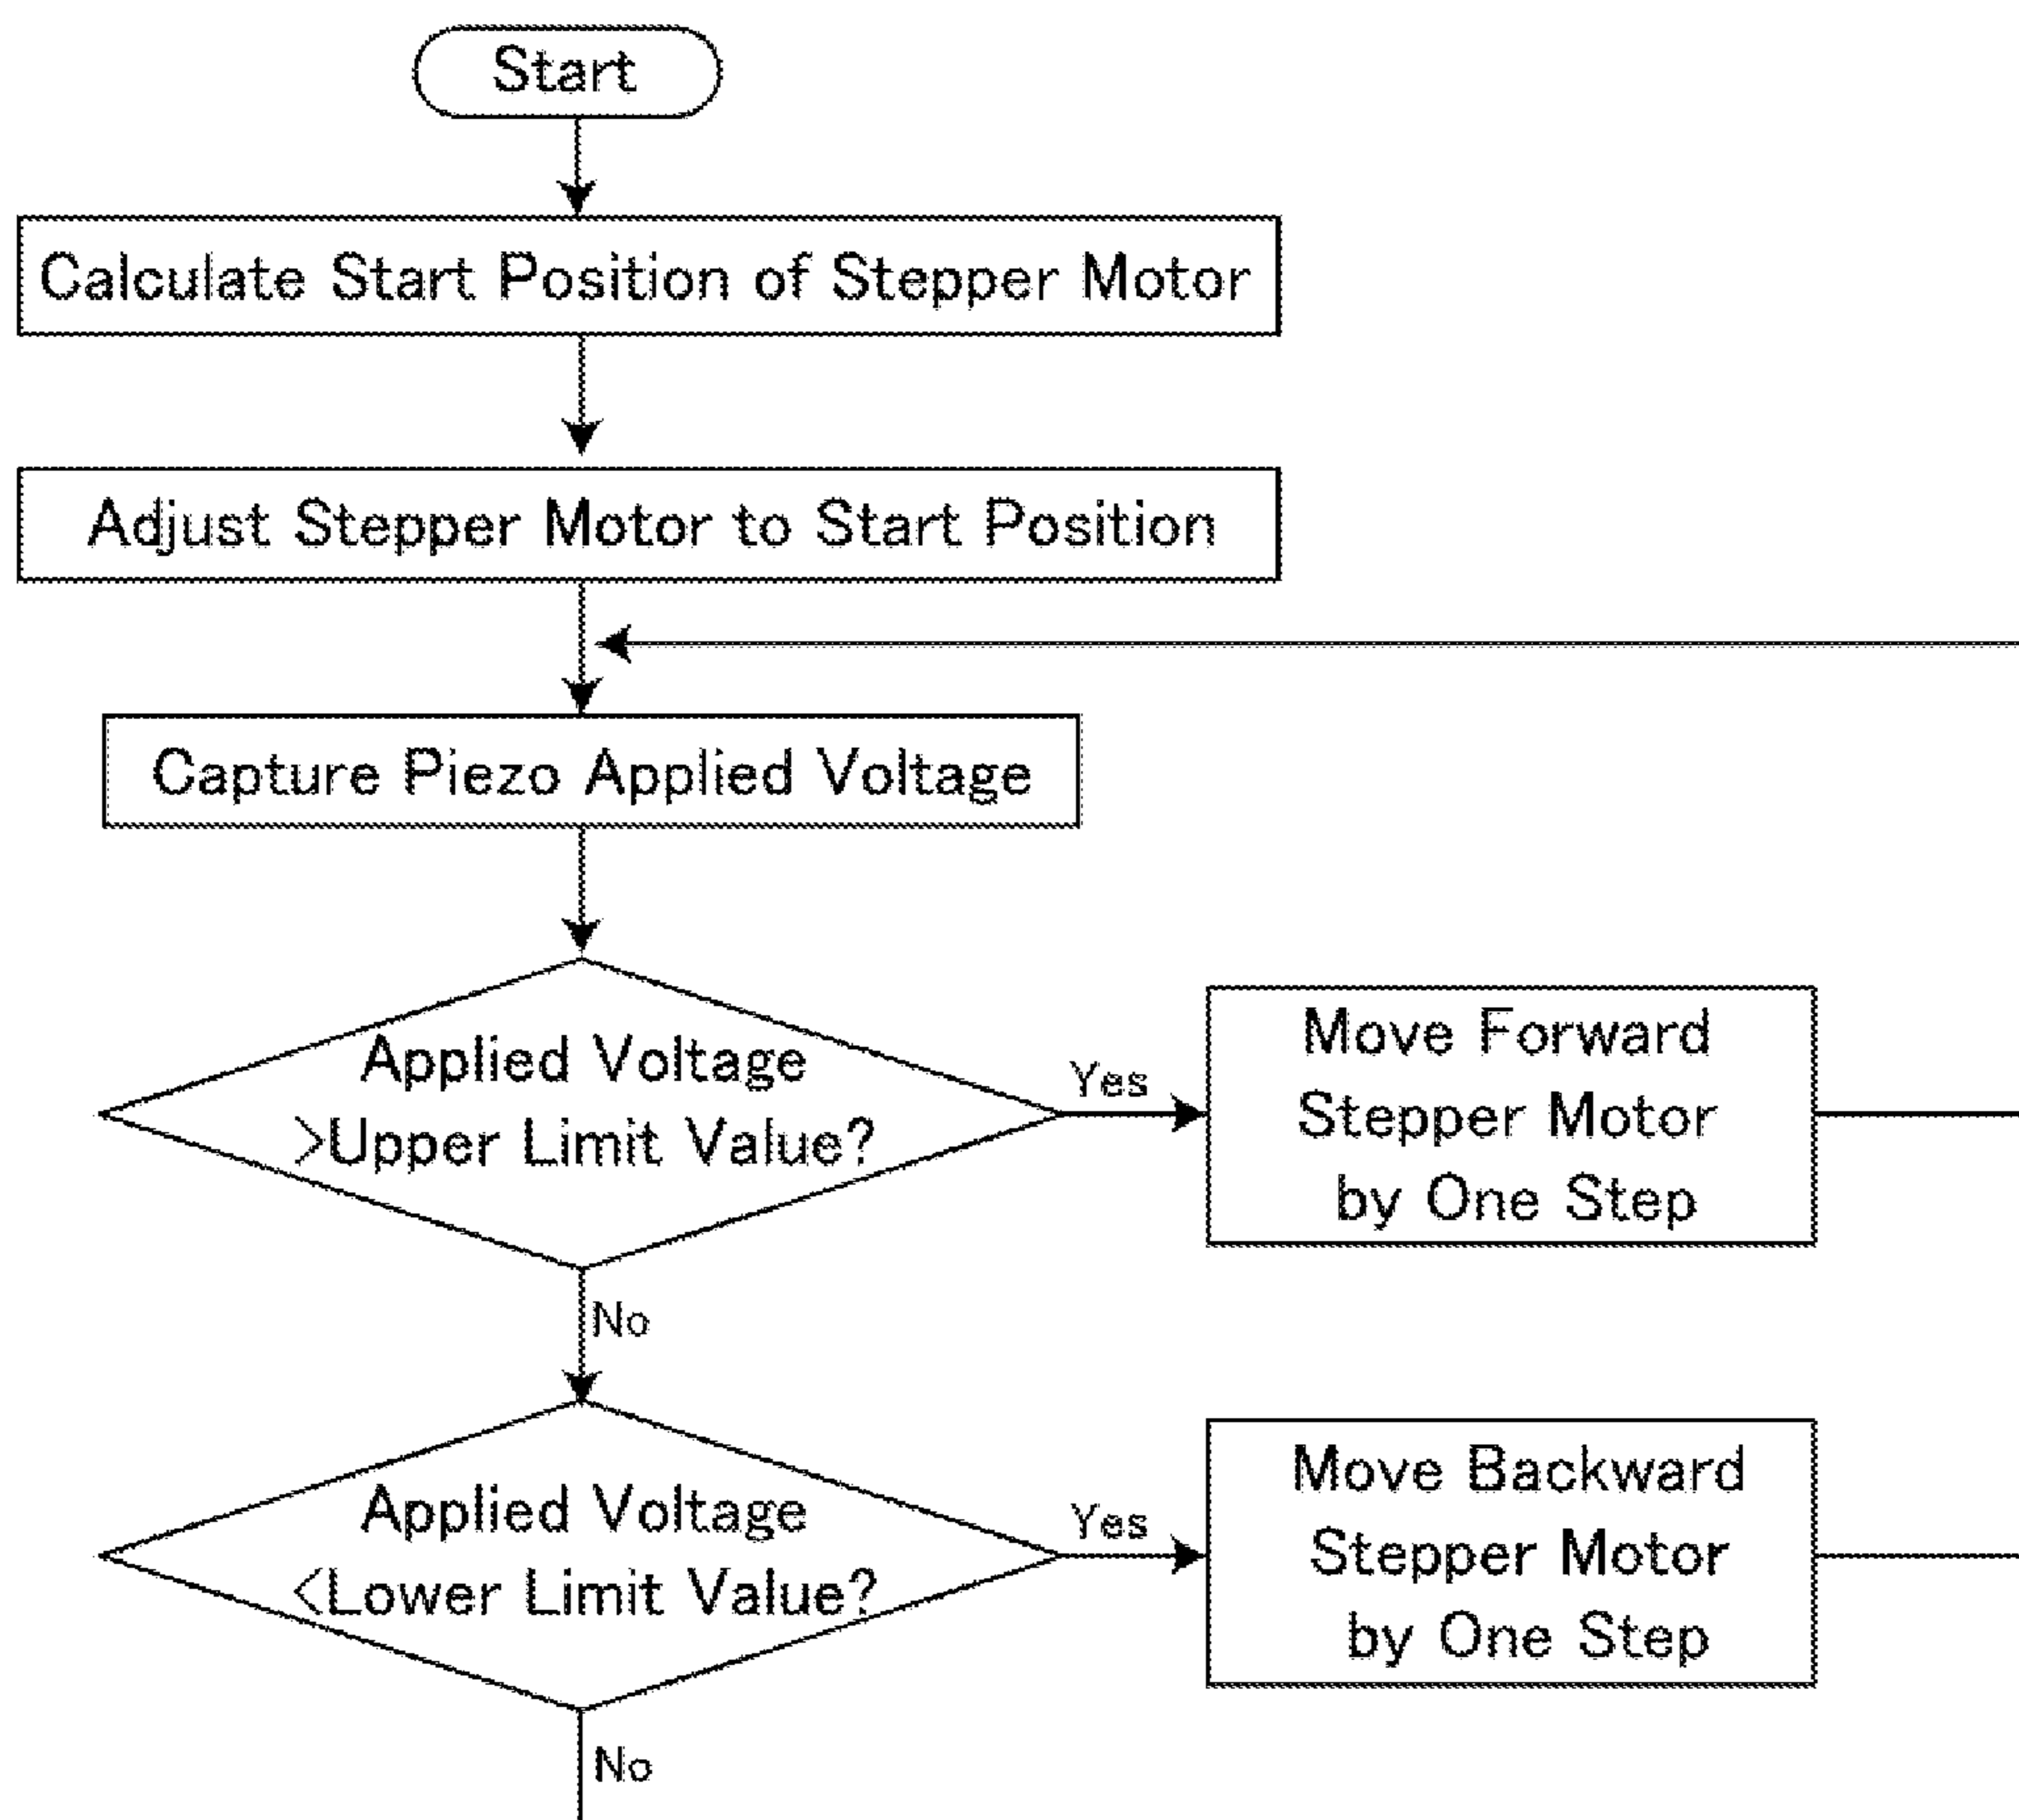 Start
Calculate Start Position of Stepper Motor
Adjust Stepper Motor to Start Position
Capture Piezo Applied Voltage
Applied Voltage
>Upper Limit Value?
Yes
Move Forward
Stepper Motor
by One Step
No
Applied Voltage
<Lower Limit Value?
Yes
Move Backward
Stepper Motor
by One Step
No